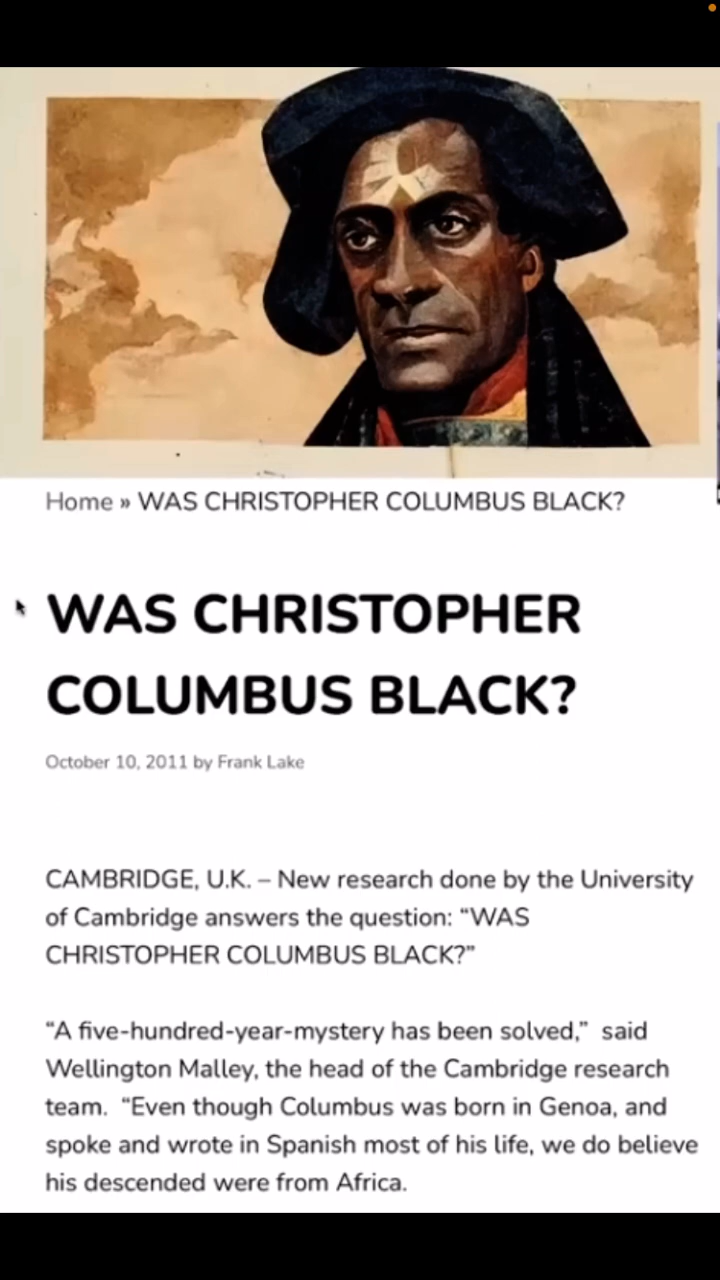 Home » WAS CHRISTOPHER COLUMBUS BLACK?
WAS CHRISTOPHER
COLUMBUS BLACK?
October 10, 2011 by Frank Lake
CAMBRIDGE, U.K. – New research done by the University
of Cambridge answers the question: “WAS
CHRISTOPHER COLUMBUS BLACK?”
“A five-hundred-year-mystery has been solved,”  said
Wellington Malley, the head of the Cambridge research
team.  “Even though Columbus was born in Genoa, and
spoke and wrote in Spanish most of his life, we do believe
his descended were from Africa.